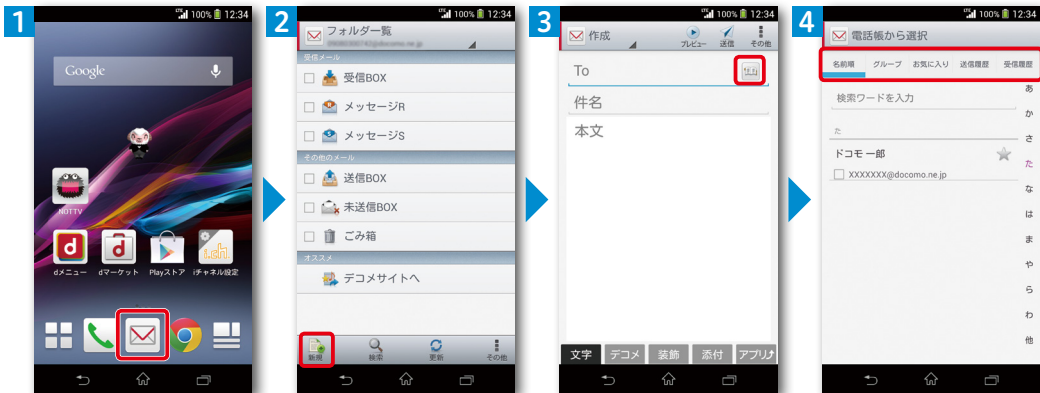 1
LTE 100% 12:34
Google
NOTTV
dメニュー
dマーケット
Playストア
iチャネル設定
2
LTE 100% 12:34
フォルダ一覧
受信メール
受信BOX
メッセージR
メッセージS
その他のメール
送信BOX
未送信BOX
ごみ箱
オススメ
デコメサイトへ
新規
検索
更新
その他
3
LTE 100% 12:34
作成
プレビュー
送信
その他
To
件名
本文
文字
デコメ
装飾
添付
アプリ
4
LTE 100% 12:34
電話帳から選択
名前順
グループ
お気に入り
送信履歴
受信履歴
検索ワードを入力
た
ドコモ 一郎
XXXXXXX@docomo.ne.jp
あ
か
さ
た
な
は
ま
や
ら
わ
他